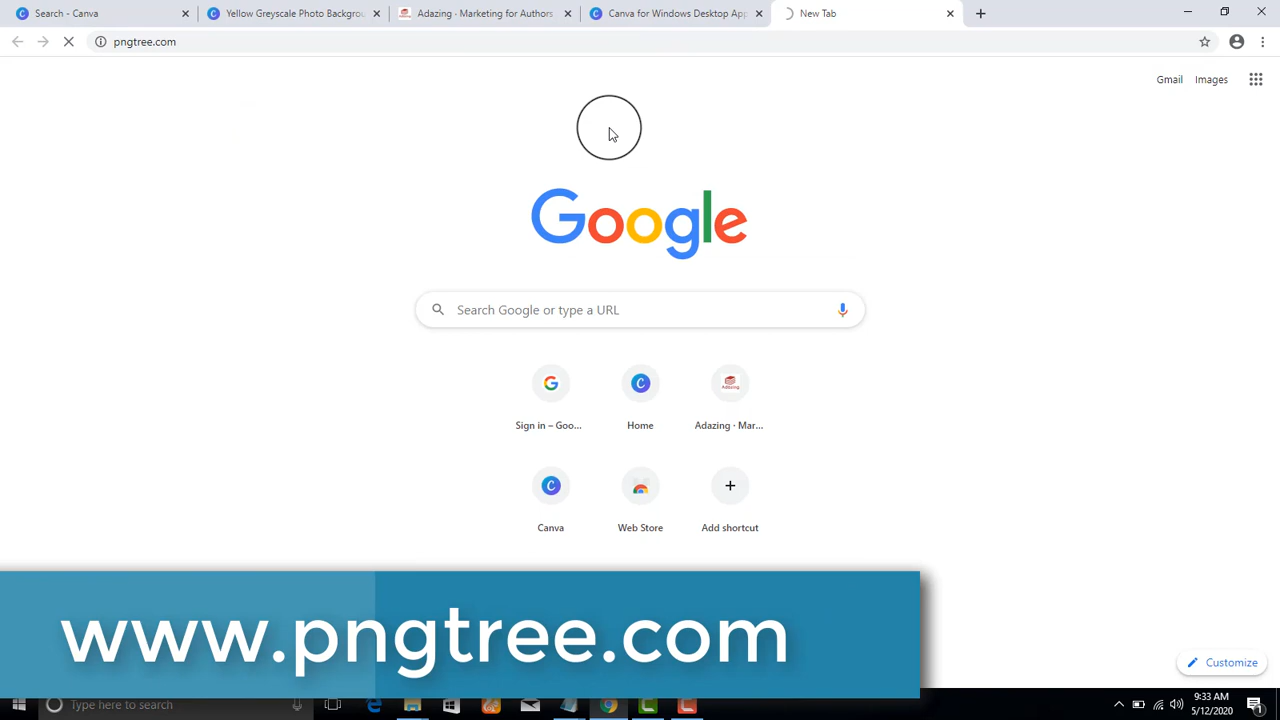 Search - Canva
Yellow Greyscale Photo Backgrou
Adazing · Marketing for Authors
Canva for Windows Desktop App
New Tab
pngtree.com
Gmail
Images
Google
Search Google or type a URL
Sign in – Goo...
Home
Adazing · Mar...
Canva
Web Store
Add shortcut
www.pngtree.com
Customize
Type here to search
9:33 AM
5/12/2020